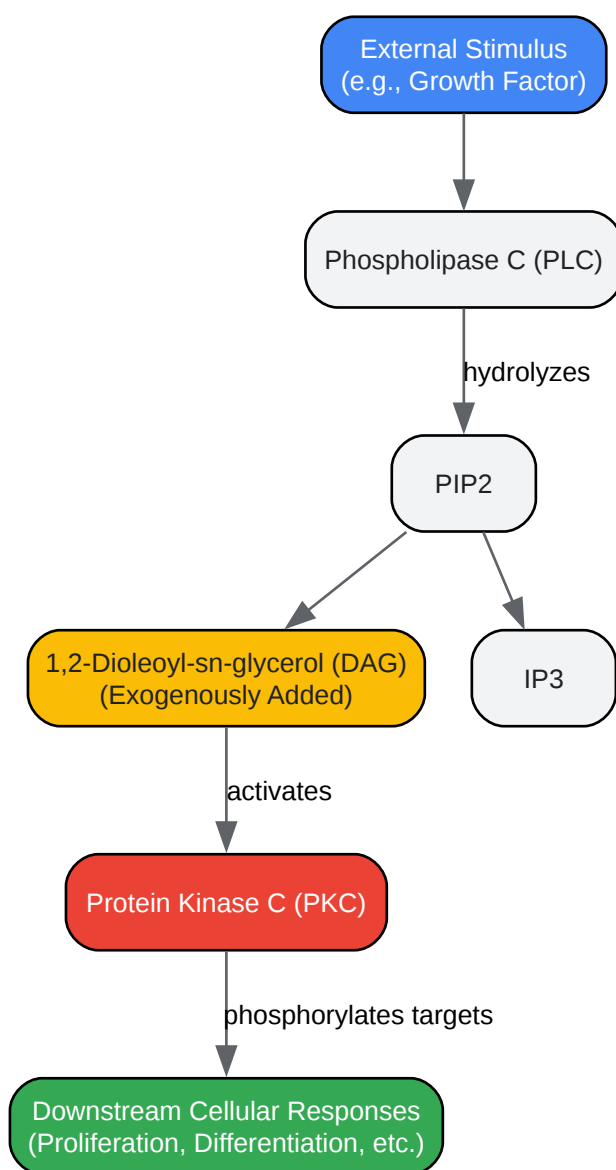 External Stimulus
(e.g., Growth Factor)
Phospholipase C (PLC)
hydrolyzes
PIP2
1,2-Dioleoyl-sn-glycerol (DAG)
(Exogenously Added)
IP3
activates
Protein Kinase C (PKC)
phosphorylates targets
Downstream Cellular Responses
(Proliferation, Differentiation, etc.)